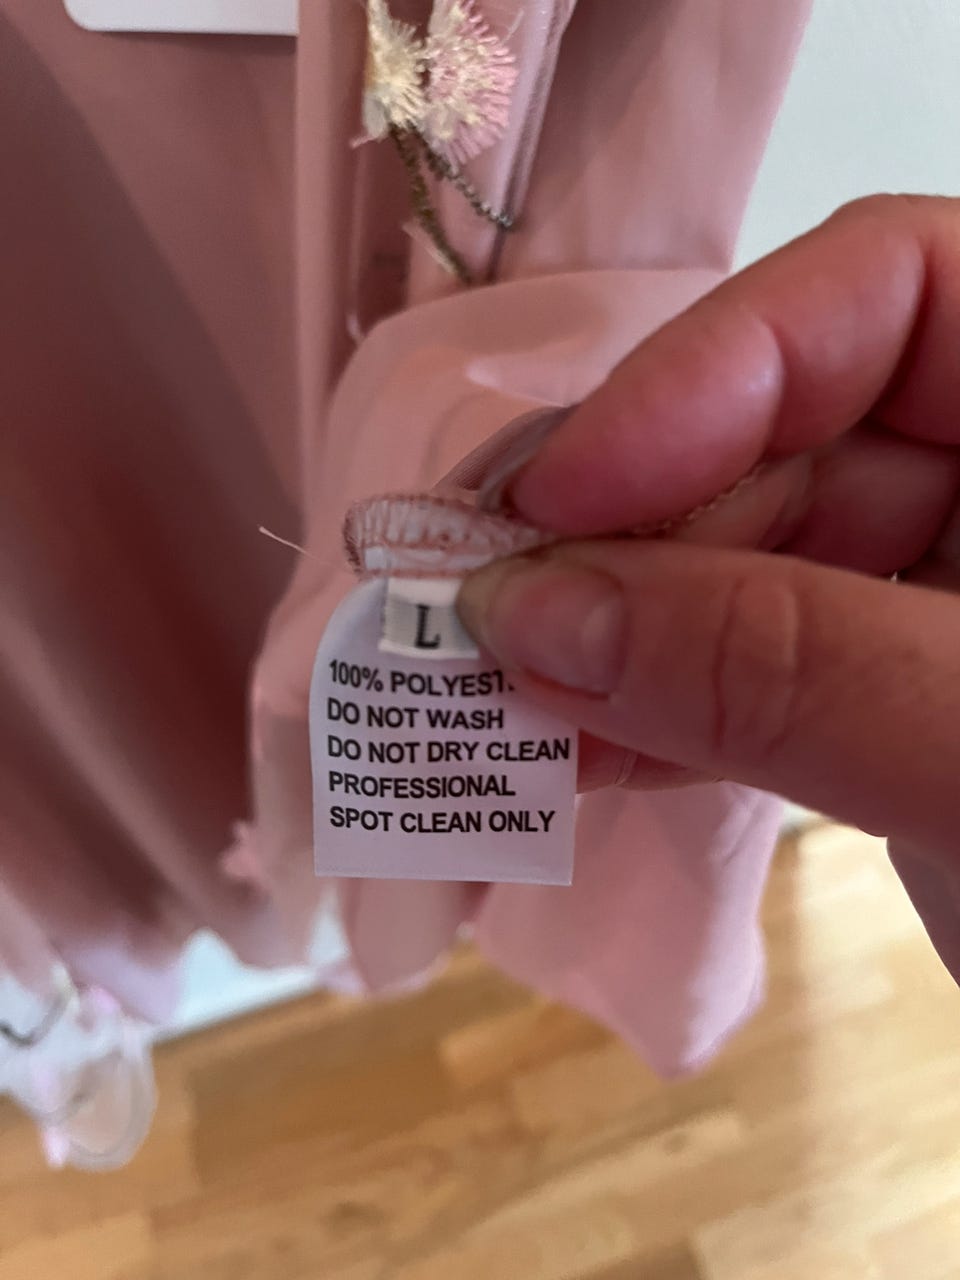 L
100% POLYEST
DO NOT WASH
DO NOT DRY CLEAN
PROFESSIONAL
SPOT CLEAN ONLY